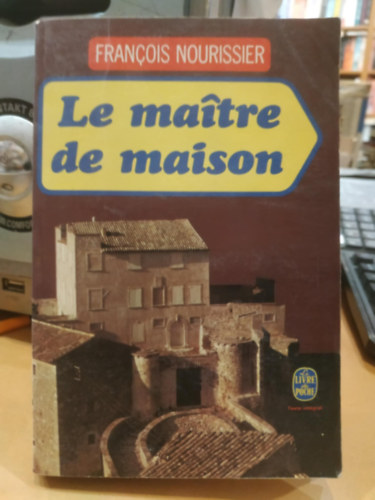 FRANÇOIS NOURISSIER
Le maître
de maison
LE LIVRE
DE POCHE